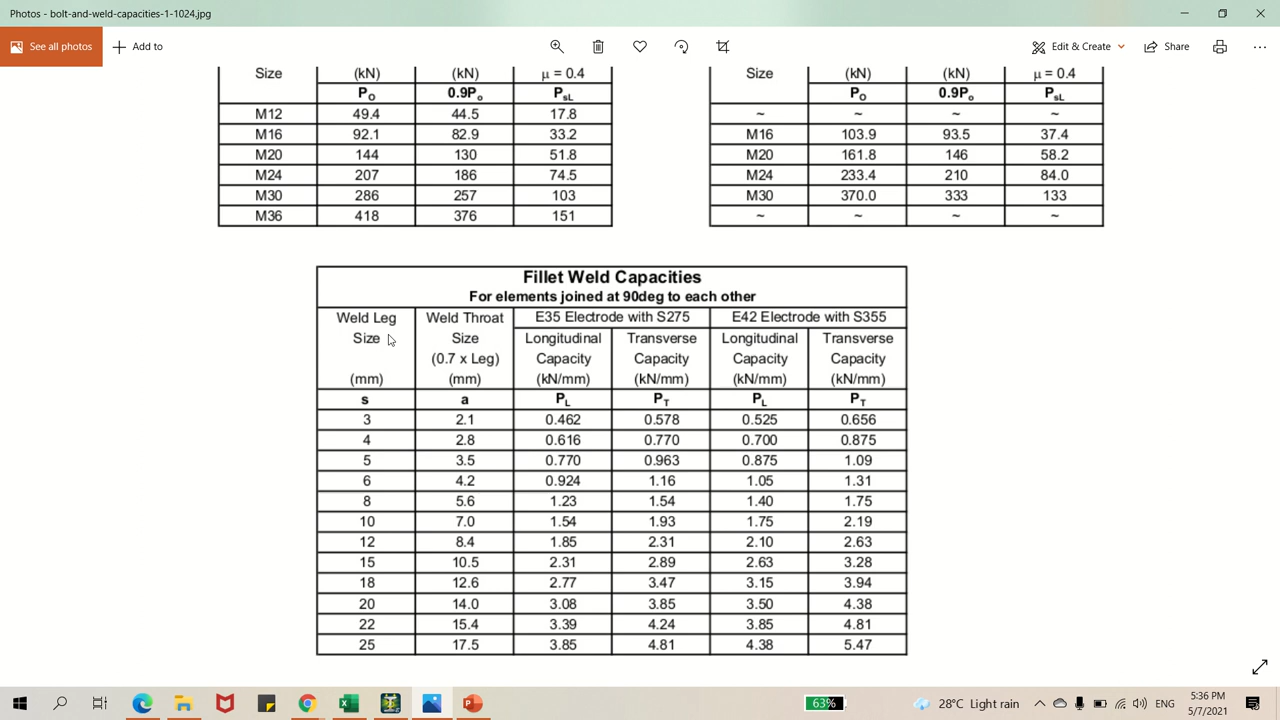 Photos - bolt-and-weld-capacities-1-1024.jpg
See all photos + Add to Edit & Create Share
Size (kN) (kN) μ = 0.4
PO 0.9Po PsL
M12 49.4 44.5 17.8
M16 92.1 82.9 33.2
M20 144 130 51.8
M24 207 186 74.5
M30 286 257 103
M36 418 376 151
Size (kN) (kN) μ = 0.4
PO 0.9Po PsL
~ ~ ~ ~
M16 103.9 93.5 37.4
M20 161.8 146 58.2
M24 233.4 210 84.0
M30 370.0 333 133
~ ~ ~ ~
Fillet Weld Capacities
For elements joined at 90deg to each other
Weld Leg Weld Throat E35 Electrode with S275 E42 Electrode with S355
Size Size Longitudinal Transverse Longitudinal Transverse
(0.7 x Leg) Capacity Capacity Capacity Capacity
(mm) (mm) (kN/mm) (kN/mm) (kN/mm) (kN/mm)
s a PL PT PL PT
3 2.1 0.462 0.578 0.525 0.656
4 2.8 0.616 0.770 0.700 0.875
5 3.5 0.770 0.963 0.875 1.09
6 4.2 0.924 1.16 1.05 1.31
8 5.6 1.23 1.54 1.40 1.75
10 7.0 1.54 1.93 1.75 2.19
12 8.4 1.85 2.31 2.10 2.63
15 10.5 2.31 2.89 2.63 3.28
18 12.6 2.77 3.47 3.15 3.94
20 14.0 3.08 3.85 3.50 4.38
22 15.4 3.39 4.24 3.85 4.81
25 17.5 3.85 4.81 4.38 5.47
63% 28°C Light rain ENG
5:36 PM
5/7/2021